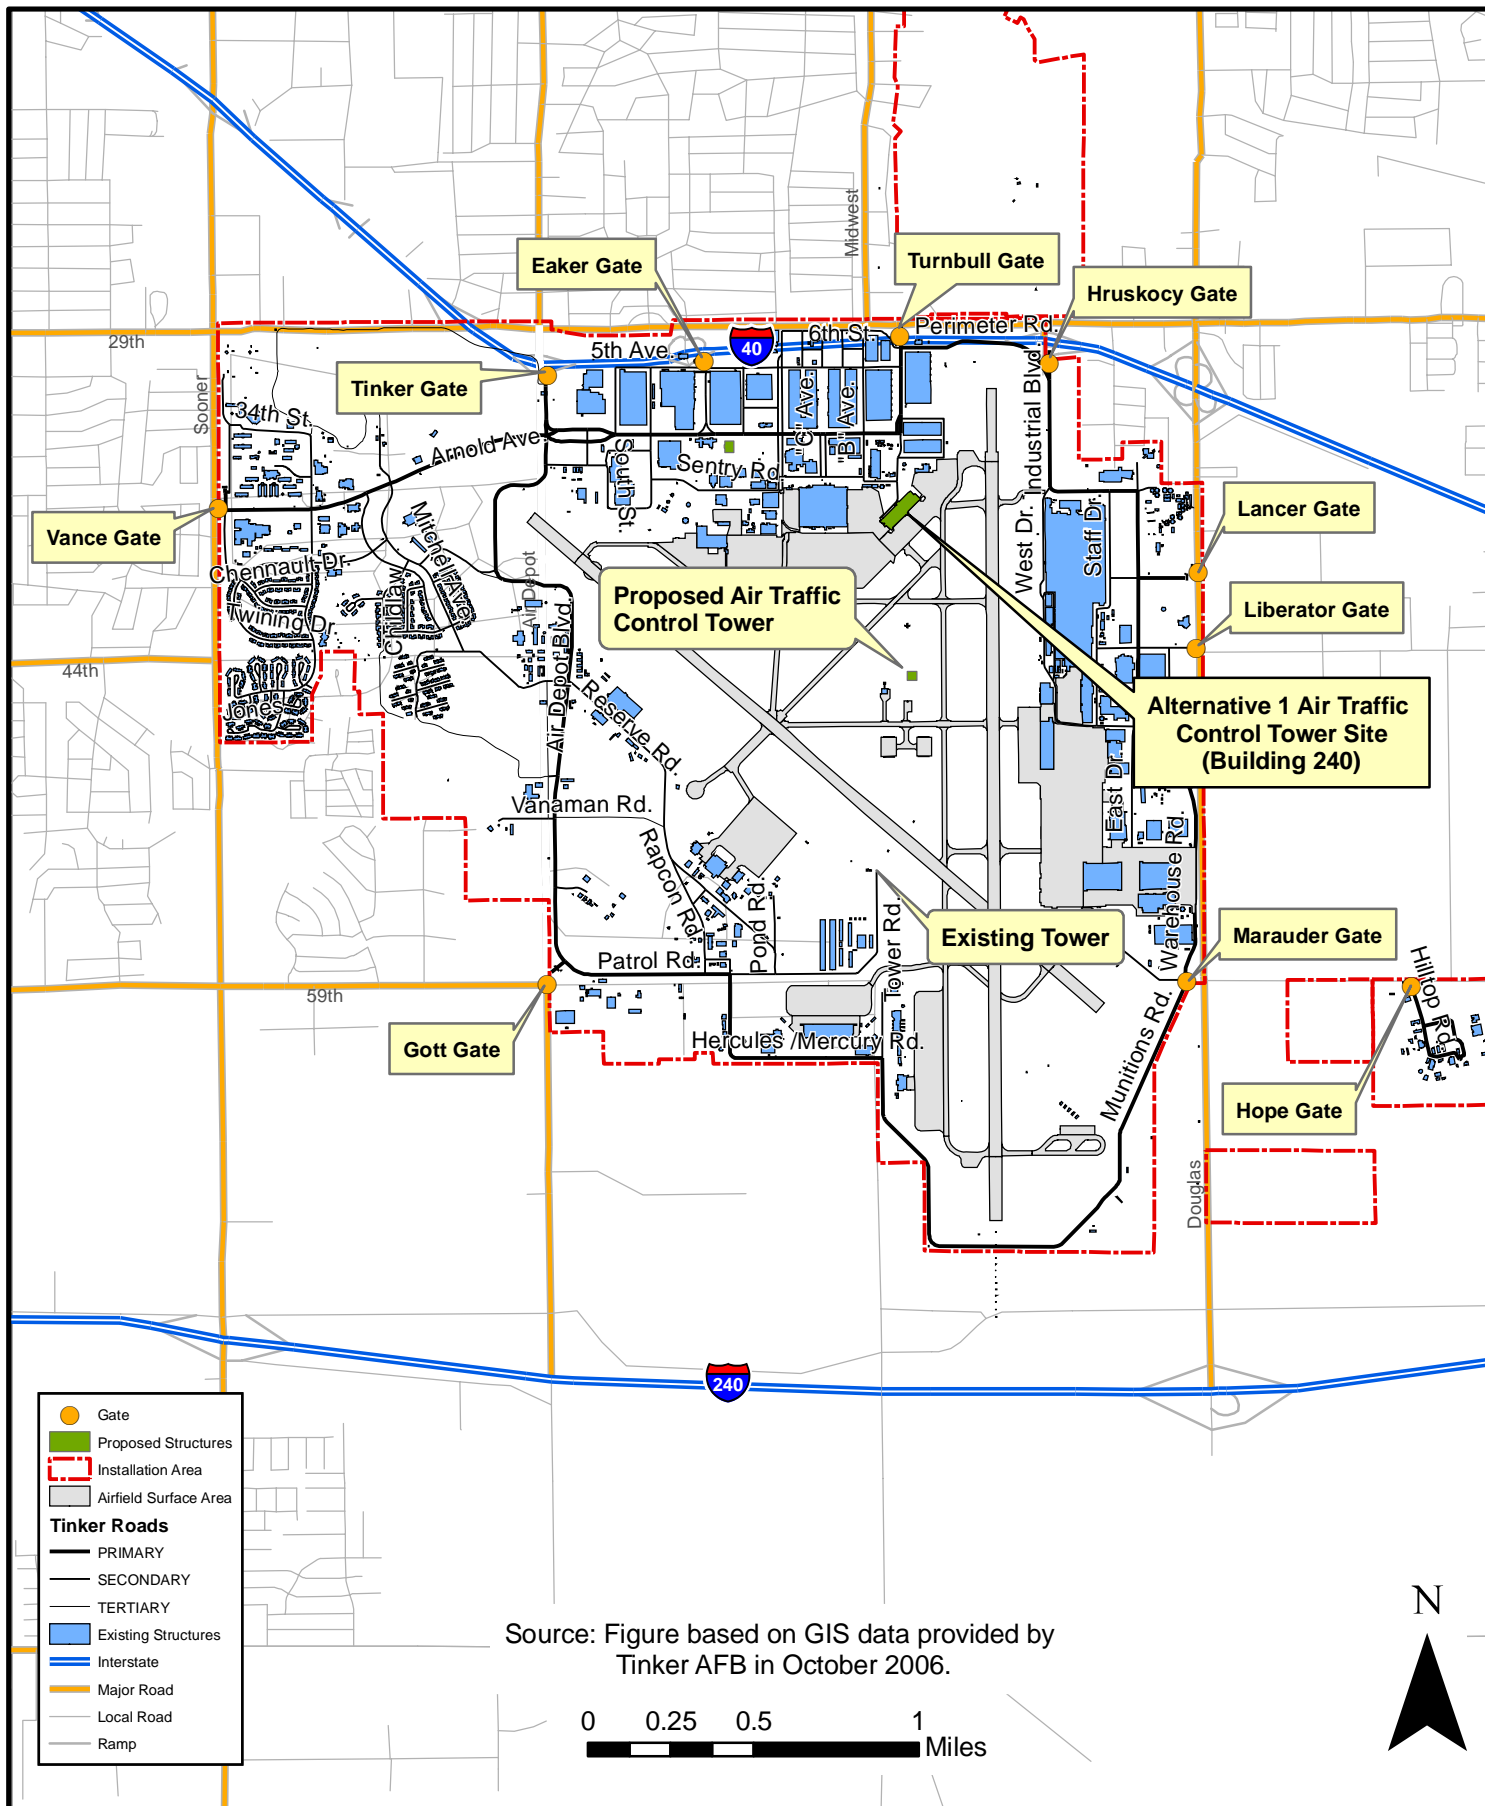 Midwest
Eaker Gate
Turnbull Gate
Hruskocy Gate
29th
5th Ave.
40
6th St.
Perimeter Rd.
Tinker Gate
Sooner
34th St.
Arnold Ave.
South St.
Sentry Rd.
"C" Ave.
"B" Ave.
Industrial Blvd.
Vance Gate
Lancer Gate
Mitchell Ave.
Chennault Dr.
Twining Dr.
Childlaw
Air Depot
West Dr.
Staff Dr.
Proposed Air Traffic
Control Tower
Liberator Gate
44th
Jones
Air Depot Blvd.
Reserve Rd.
Alternative 1 Air Traffic
Control Tower Site
(Building 240)
Vanaman Rd.
East Dr.
Rapcon Rd.
Pond Rd.
Tower Rd.
Existing Tower
Warehouse Rd.
Marauder Gate
Patrol Rd.
59th
Hilltop Rd.
Gott Gate
Hercules /Mercury Rd.
Munitions Rd.
Hope Gate
Douglas
240
Gate
Proposed Structures
Installation Area
Airfield Surface Area
Tinker Roads
PRIMARY
SECONDARY
TERTIARY
Existing Structures
Interstate
Major Road
Local Road
Ramp
Source: Figure based on GIS data provided by
Tinker AFB in October 2006.
0 0.25 0.5 1
Miles
N